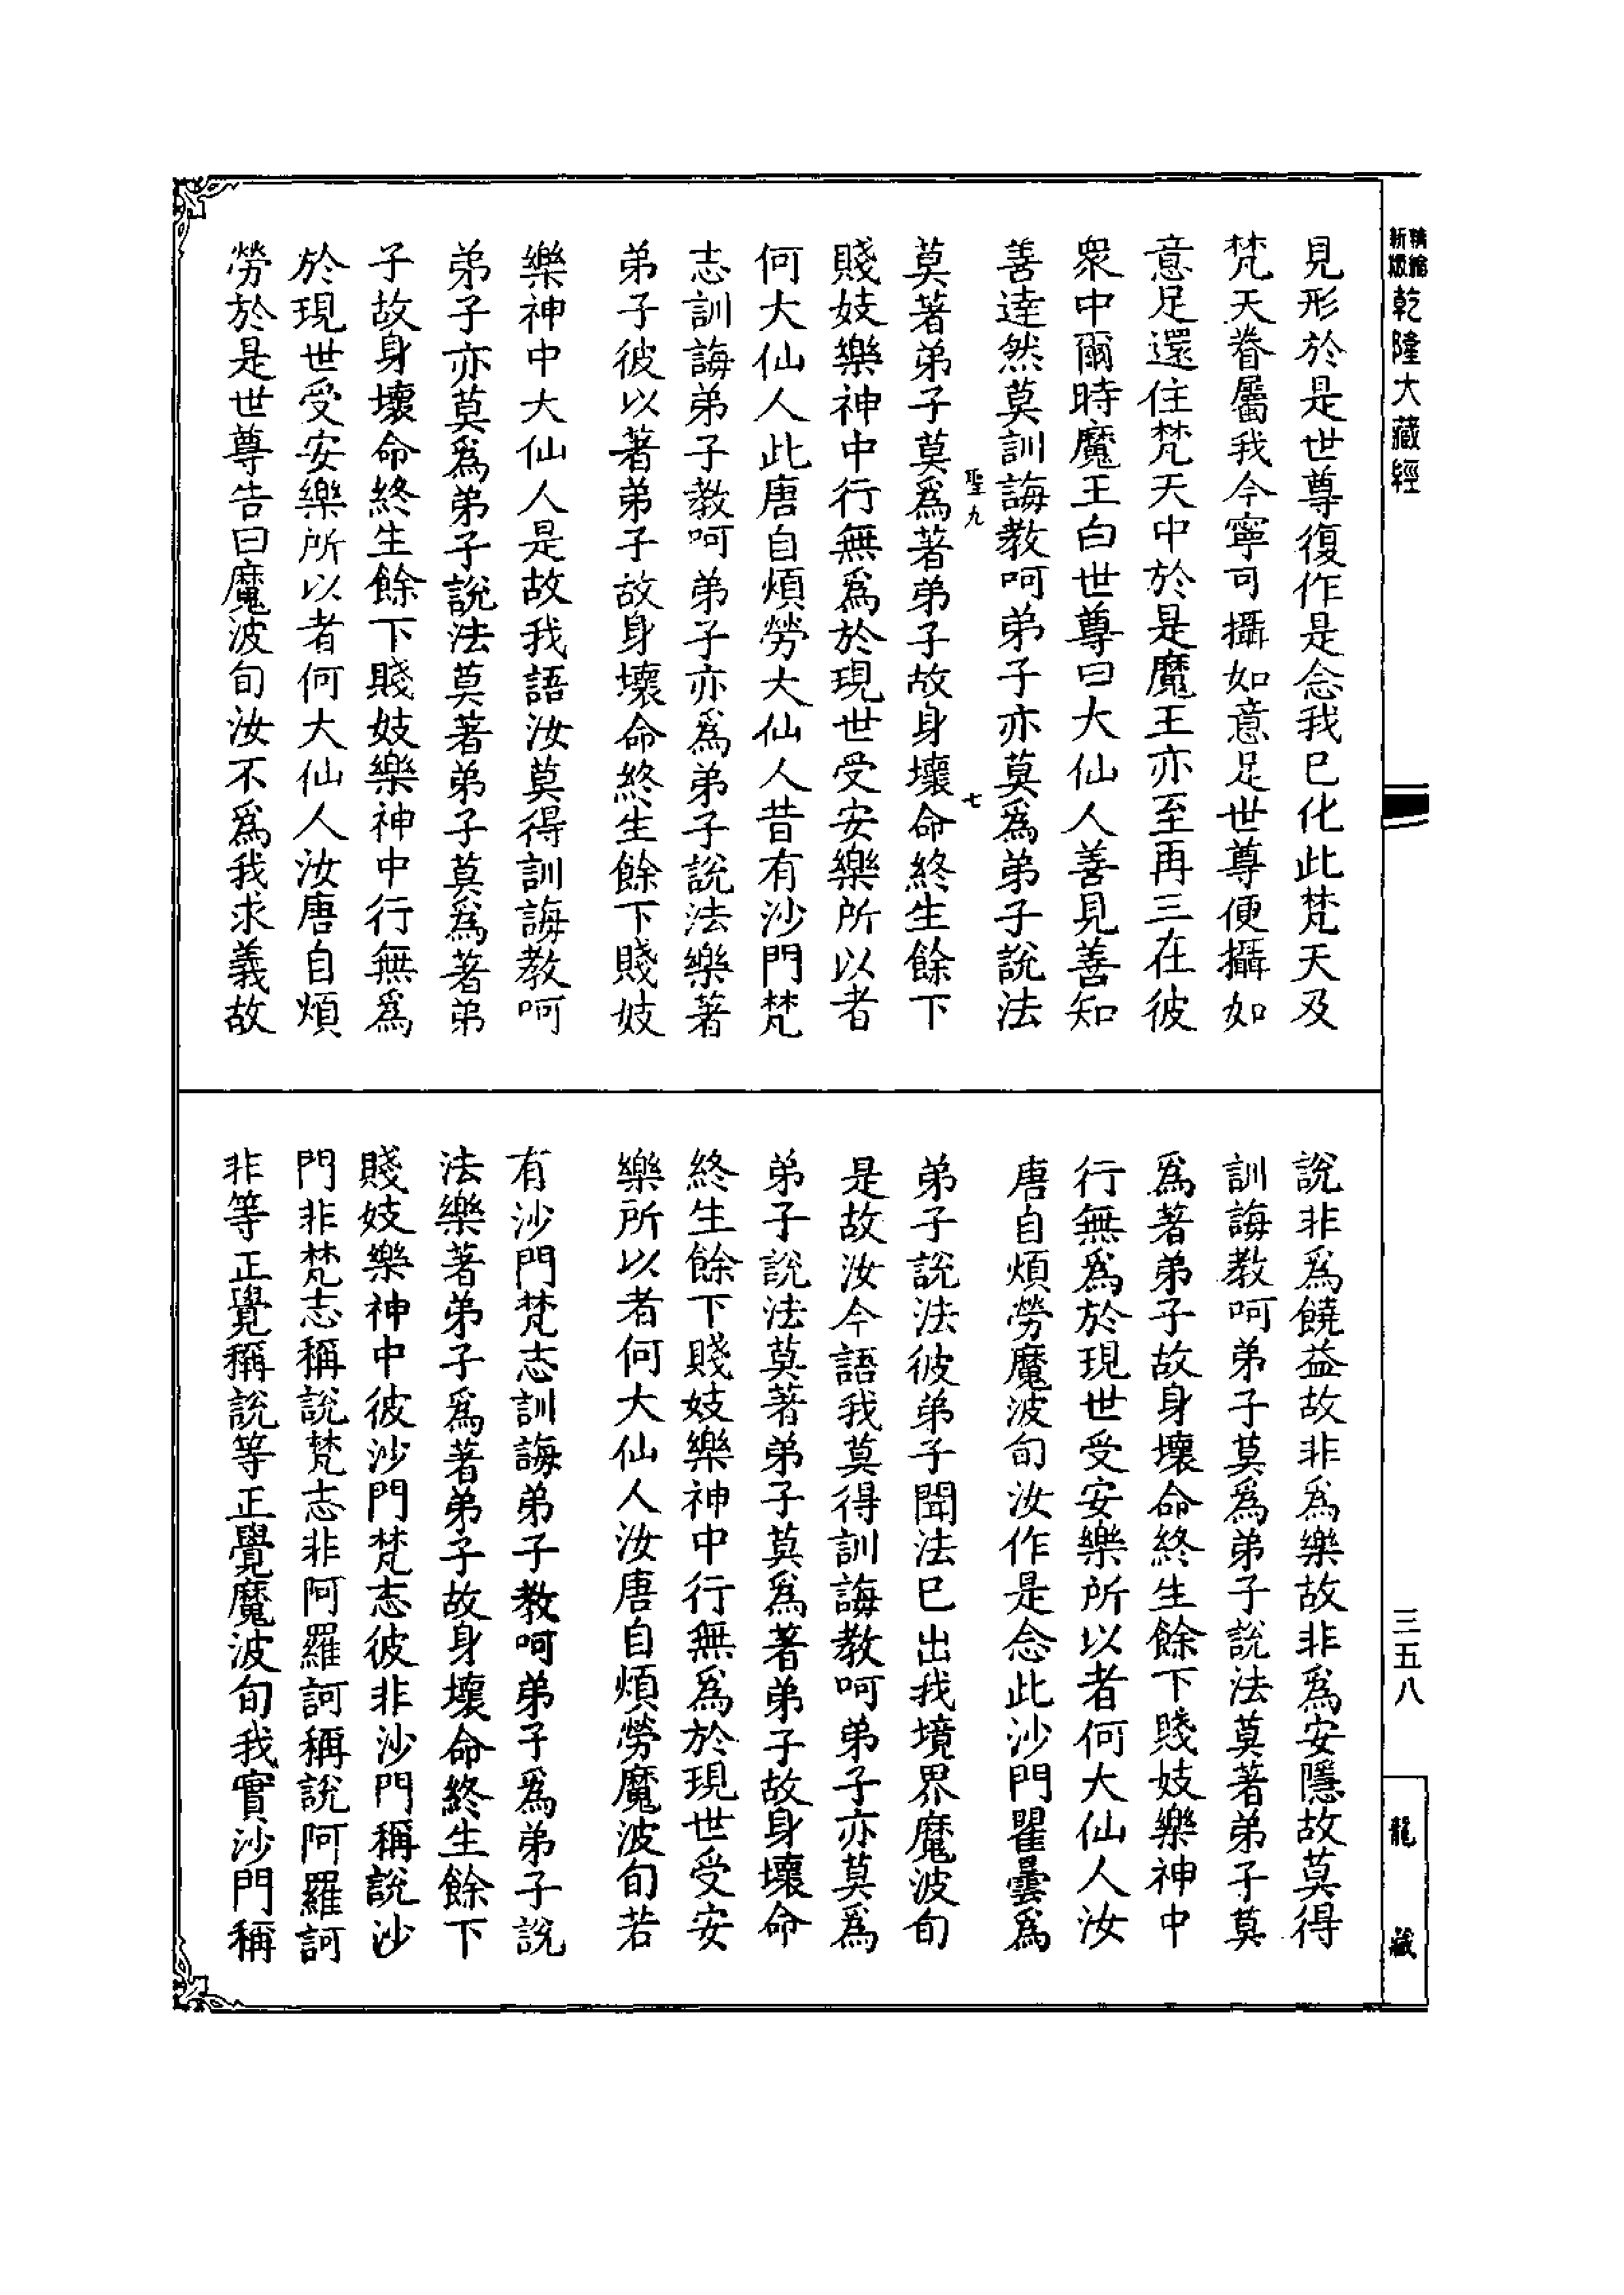 新編縮版乾隆大藏經
三五八
龍藏
見形於是世尊復作是念我已化此梵天及
梵天眷屬我今寧可攝如意足世尊便攝如
意足還住梵天中於是魔王亦至再三在彼
衆中爾時魔王白世尊曰大仙人善見善知
善達然莫訓誨教呵弟子亦莫爲弟子說法
聖九
七
莫著弟子莫爲著弟子故身壞命終生餘下
賤妓樂神中行無爲於現世受安樂所以者
何大仙人此唐自煩勞大仙人昔有沙門梵
志訓誨弟子教呵弟子亦爲弟子說法樂著
弟子彼以著弟子故身壞命終生餘下賤妓
樂神中大仙人是故我語汝莫得訓誨教呵
弟子亦莫爲弟子說法莫著弟子莫爲著弟
子故身壞命終生餘下賤妓樂神中行無爲
於現世受安樂所以者何大仙人汝唐自煩
勞於是世尊告曰魔波旬汝不爲我求義故
說非爲饒益故非爲樂故非爲安隱故莫得
訓誨教呵弟子莫爲弟子說法莫著弟子莫
爲著弟子故身壞命終生餘下賤妓樂神中
行無爲於現世受安樂所以者何大仙人汝
唐自煩勞魔波旬汝作是念此沙門瞿曇爲
弟子說法彼弟子聞法已出我境界魔波旬
是故汝今語我莫得訓誨教呵弟子亦莫爲
弟子說法莫著弟子莫爲著弟子故身壞命
終生餘下賤妓樂神中行無爲於現世受安
樂所以者何大仙人汝唐自煩勞魔波旬若
有沙門梵志訓誨弟子教呵弟子爲弟子說
法樂著弟子爲著弟子故身壞命終生餘下
賤妓樂神中彼沙門梵志彼非沙門稱說沙
門非梵志稱說梵志非阿羅訶稱說阿羅訶
非等正覺稱說等正覺魔波旬我實沙門稱